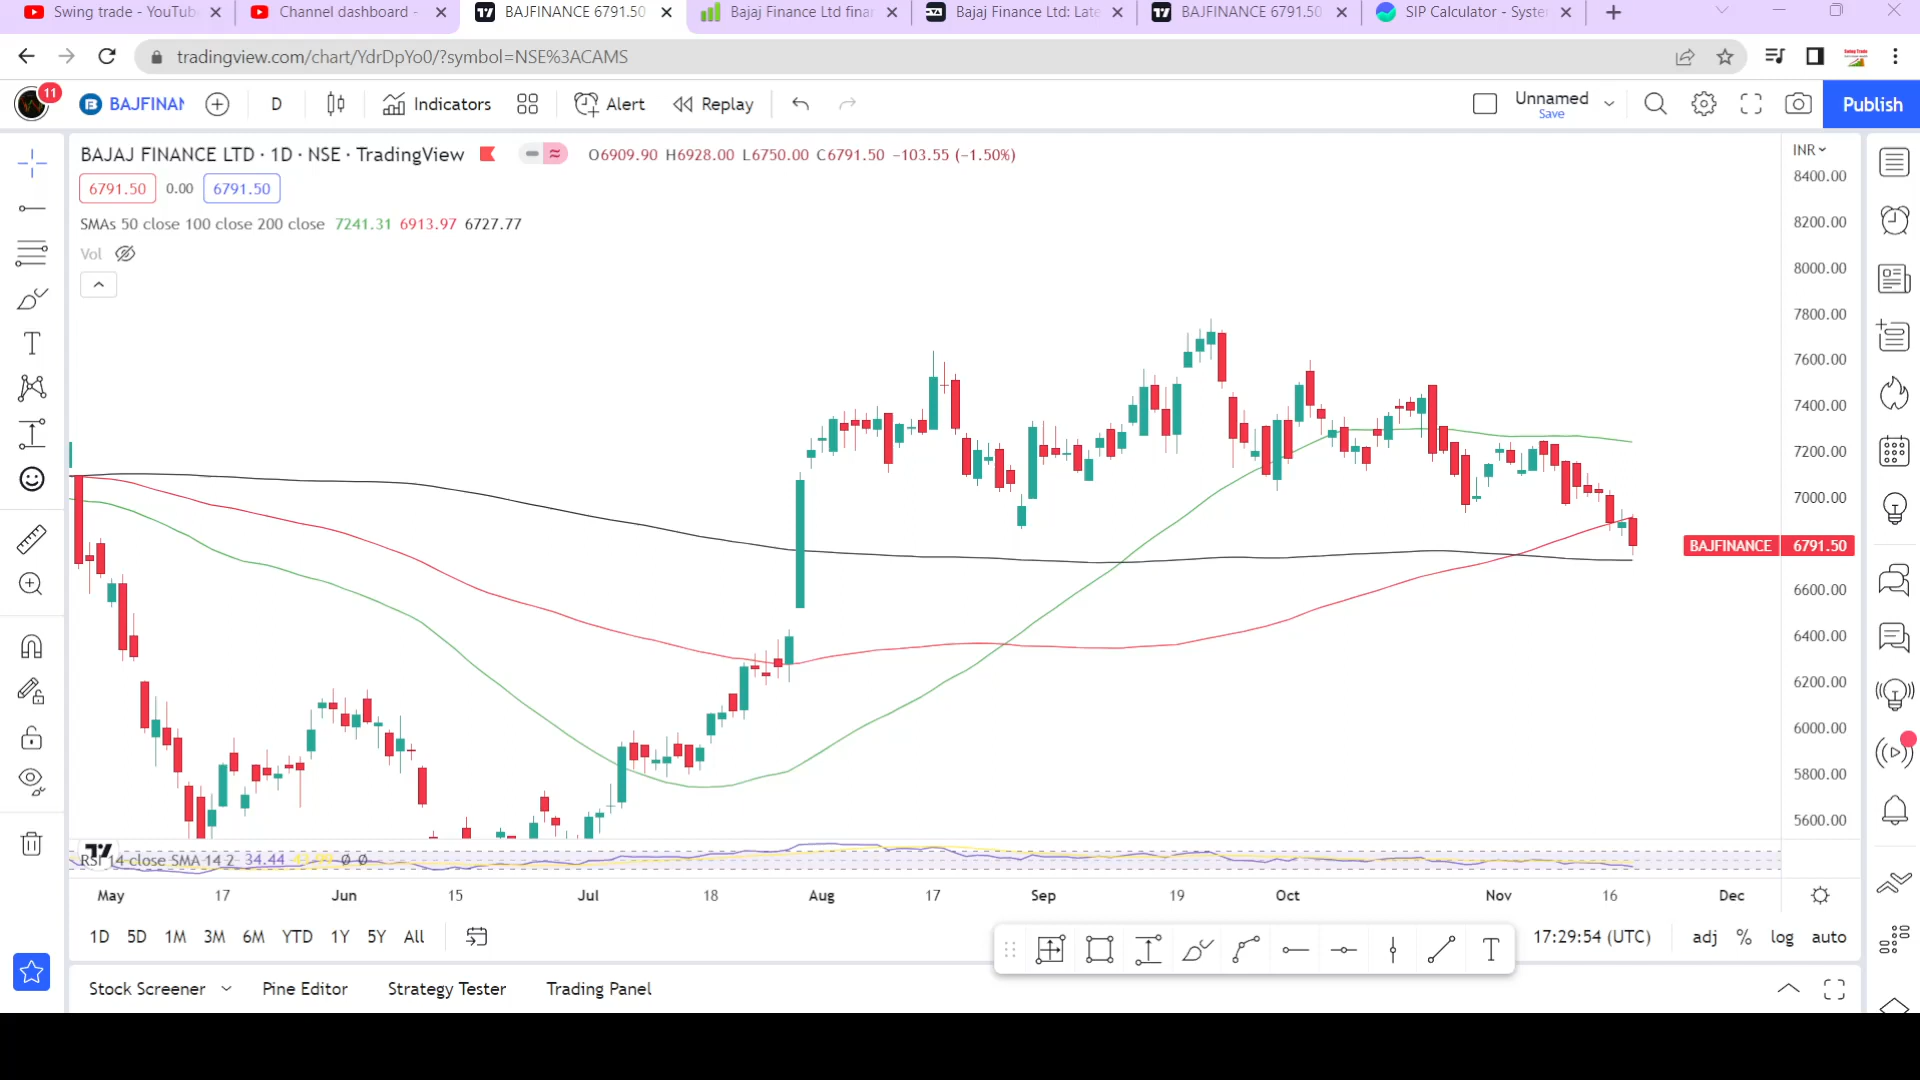 Swing trade - YouTube
Channel dashboard -
BAJFINANCE 6791.50
Bajaj Finance Ltd finan
Bajaj Finance Ltd: Late
BAJFINANCE 6791.50
SIP Calculator - Syste
tradingview.com/chart/YdrDpYo0/?symbol=NSE%3ACAMS
11
BAJFINAN
D
Indicators
Alert
Replay
Unnamed
Save
Publish
BAJAJ FINANCE LTD · 1D · NSE · TradingView
O6909.90 H6928.00 L6750.00 C6791.50 −103.55 (−1.50%)
INR
6791.50 0.00 6791.50
SMAs 50 close 100 close 200 close 7241.31 6913.97 6727.77
Vol
8400.00
8200.00
8000.00
7800.00
7600.00
7400.00
7200.00
7000.00
BAJFINANCE 6791.50
6600.00
6400.00
6200.00
6000.00
5800.00
5600.00
RSI 14 close SMA 14 2 34.44 Ø Ø
May 17 Jun 15 Jul 18 Aug 17 Sep 19 Oct Nov 16 Dec
1D 5D 1M 3M 6M YTD 1Y 5Y All
17:29:54 (UTC) adj % log auto
Stock Screener Pine Editor Strategy Tester Trading Panel